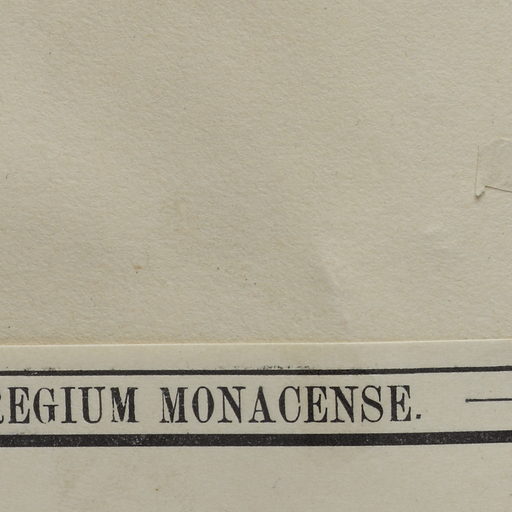 REGIUM MONACENSE. —